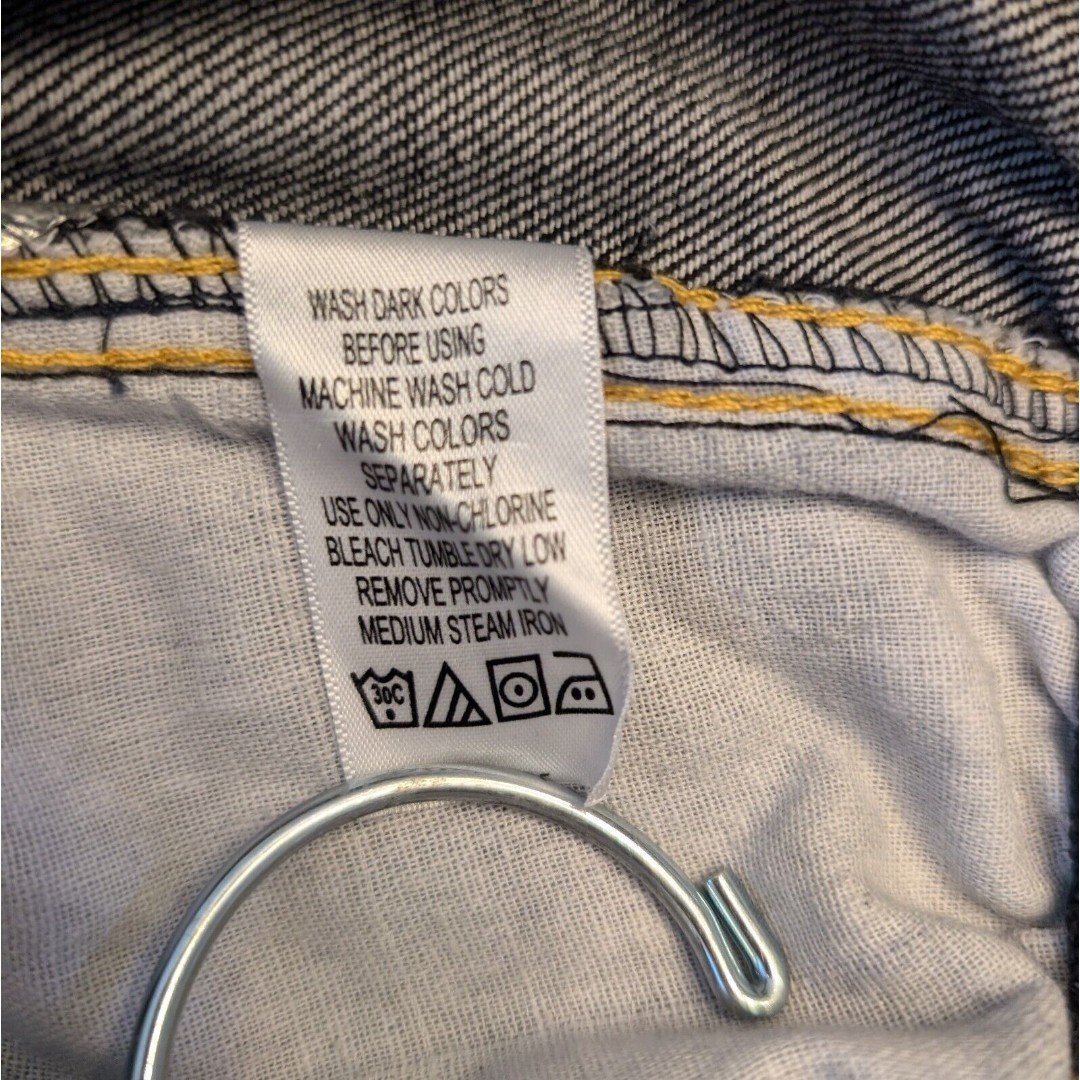 WASH DARK COLORS
BEFORE USING
MACHINE WASH COLD
WASH COLORS
SEPARATELY
USE ONLY NON-CHLORINE
BLEACH TUMBLE DRY LOW
REMOVE PROMPTLY
MEDIUM STEAM IRON
30C